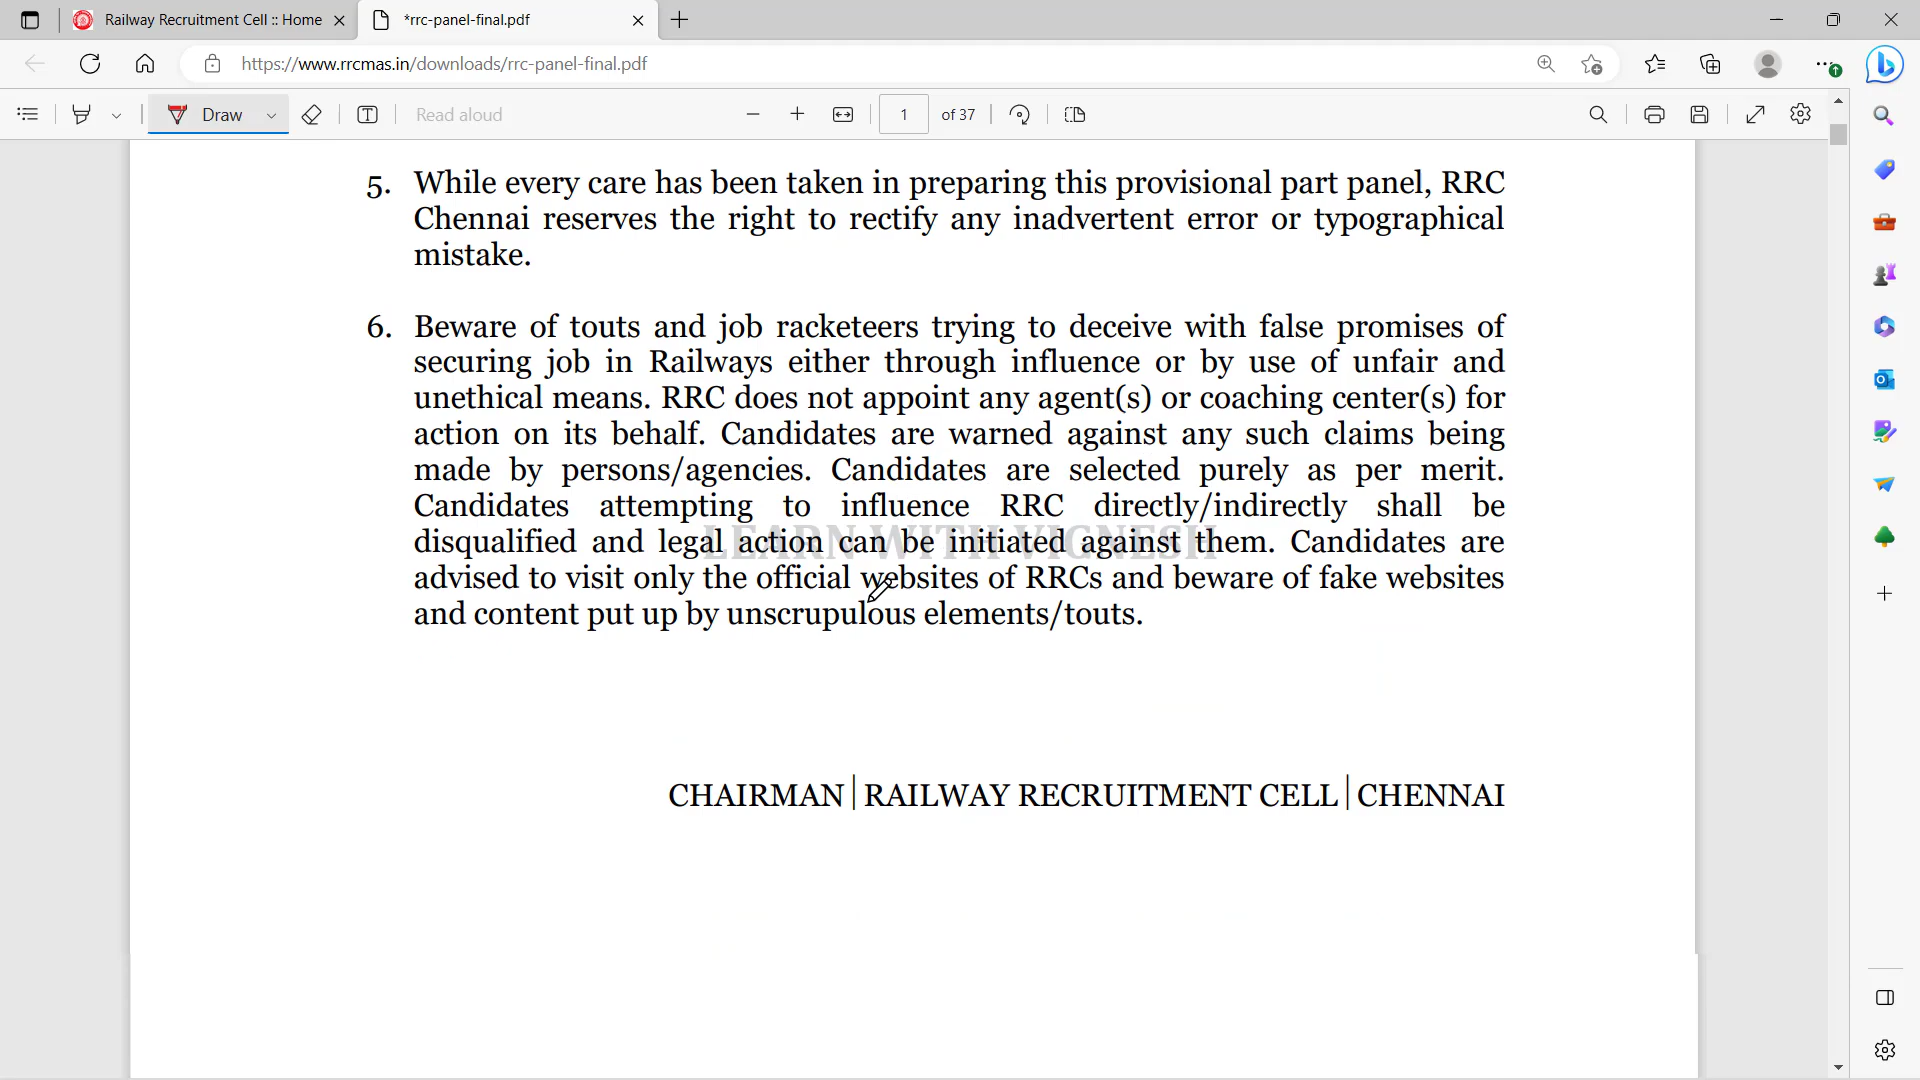 Railway Recruitment Cell :: Home
*rrc-panel-final.pdf
https://www.rrcmas.in/downloads/rrc-panel-final.pdf
Draw
Read aloud
1 of 37
5. While every care has been taken in preparing this provisional part panel, RRC
Chennai reserves the right to rectify any inadvertent error or typographical
mistake.
6. Beware of touts and job racketeers trying to deceive with false promises of
securing job in Railways either through influence or by use of unfair and
unethical means. RRC does not appoint any agent(s) or coaching center(s) for
action on its behalf. Candidates are warned against any such claims being
made by persons/agencies. Candidates are selected purely as per merit.
Candidates attempting to influence RRC directly/indirectly shall be
LEARN WITH VIGNESH
disqualified and legal action can be initiated against them. Candidates are
advised to visit only the official websites of RRCs and beware of fake websites
and content put up by unscrupulous elements/touts.
CHAIRMAN | RAILWAY RECRUITMENT CELL | CHENNAI